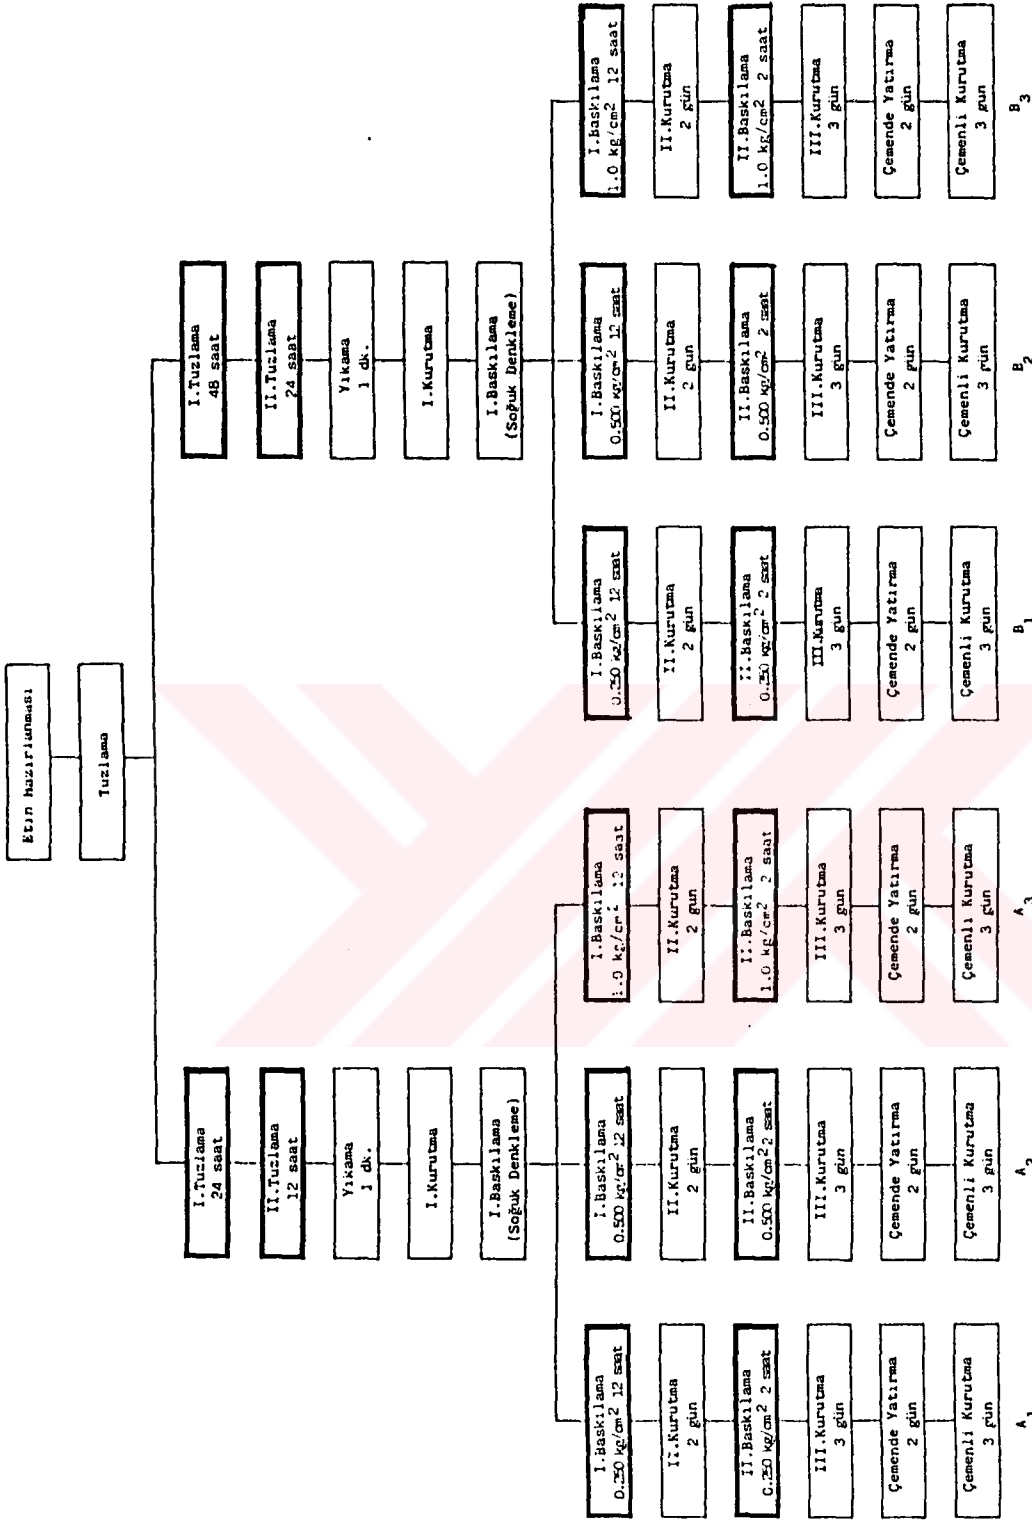 Etin Hazırlanması
Tuzlama
I.Tuzlama
24 saat
II.Tuzlama
12 saat
Yıkama
1 dk.
I.Kurutma
I.Baskılama
(Soğuk Denkleme)
I.Tuzlama
48 saat
II.Tuzlama
24 saat
Yıkama
1 dk.
I.Kurutma
I.Baskılama
(Soğuk Denkleme)
I.Baskılama
0.250 kg/cm² 12 saat
II.Kurutma
2 gün
II.Baskılama
0.250 kg/cm² 2 saat
III.Kurutma
3 gün
Çemende Yatırma
2 gün
Çemenli Kurutma
3 gün
A1
I.Baskılama
0.500 kg/cm² 12 saat
II.Kurutma
2 gün
II.Baskılama
0.500 kg/cm² 2 saat
III.Kurutma
3 gün
Çemende Yatırma
2 gün
Çemenli Kurutma
3 gün
A2
I.Baskılama
1.0 kg/cm² 12 saat
II.Kurutma
2 gun
II.Baskılama
1.0 kg/cm² 2 saat
III.Kurutma
3 gün
Çemende Yatırma
2 gün
Çemenli Kurutma
3 gün
A3
I.Baskılama
0.250 kg/cm² 12 saat
II.Kurutma
2 gün
II.Baskılama
0.250 kg/cm² 2 saat
III.Kurutma
3 gün
Çemende Yatırma
2 gün
Çemenli Kurutma
3 gün
B1
I.Baskılama
0.500 kg/cm² 12 saat
II.Kurutma
2 gun
II.Baskılama
0.500 kg/cm² 2 saat
III.Kurutma
3 gün
Çemende Yatırma
2 gün
Çemenli Kurutma
3 gün
B2
I.Baskılama
1.0 kg/cm² 12 saat
II.Kurutma
2 gün
II.Baskılama
1.0 kg/cm² 2 saat
III.Kurutma
3 gün
Çemende Yatırma
2 gün
Çemenli Kurutma
3 gun
B3